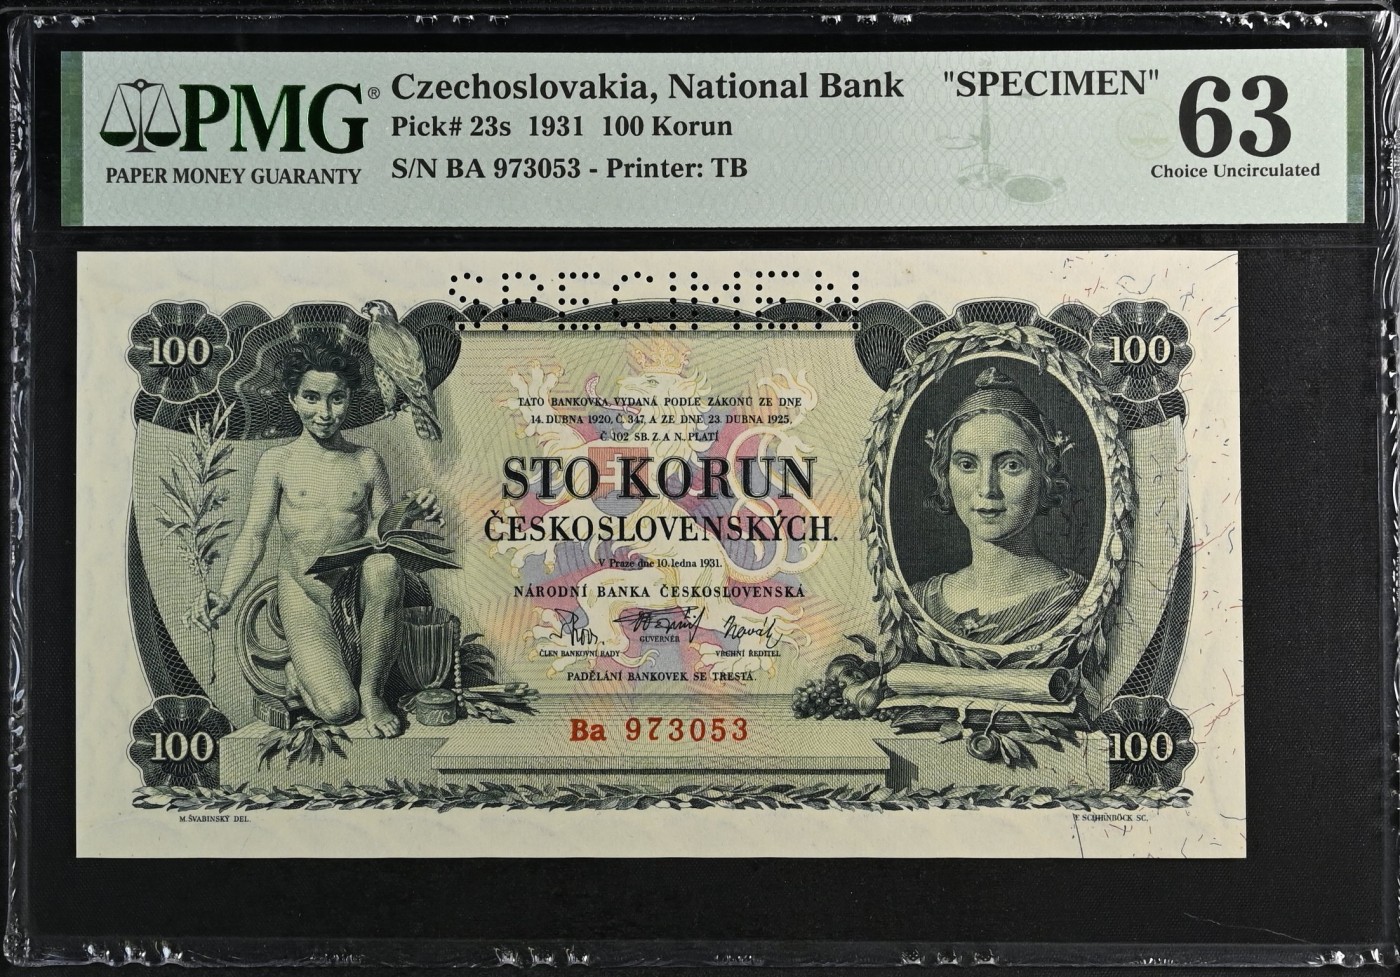 PMG®
PAPER MONEY GUARANTY
Czechoslovakia, National Bank "SPECIMEN"
Pick# 23s 1931 100 Korun
S/N BA 973053 - Printer: TB
63
Choice Uncirculated
SPECIMEN
100
100
TATO BANKOVKA, VYDANÁ PODLE ZÁKONŮ ZE DNE
14. DUBNA 1920, Č. 347, A ZE DNE 23. DUBNA 1925,
Č. 102 SB. Z. A N., PLATÍ
STO KORUN
ČESKOSLOVENSKÝCH.
V Praze dne 10. ledna 1931.
NÁRODNÍ BANKA ČESKOSLOVENSKÁ
GUVERNÉR
ČLEN BANKOVNÍ RADY
VRCHNÍ ŘEDITEL
PADĚLÁNÍ BANKOVEK SE TRESTÁ.
Ba 973053
100
100
M. ŠVABINSKÝ DEL.
F. SCHIRNBÖCK SC.